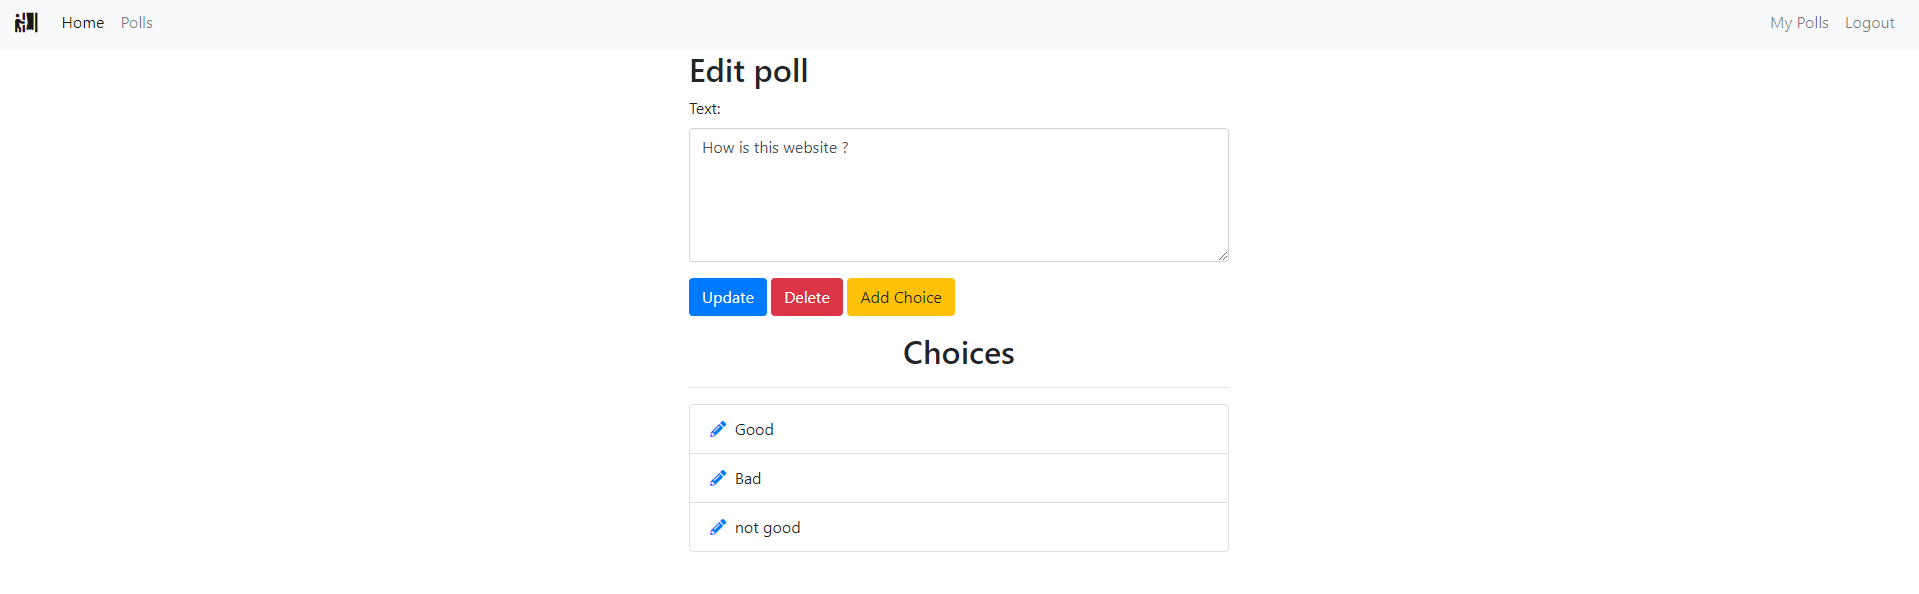 Home Polls My Polls Logout
Edit poll
Text:
How is this website ?
Update Delete Add Choice
Choices
Good
Bad
not good